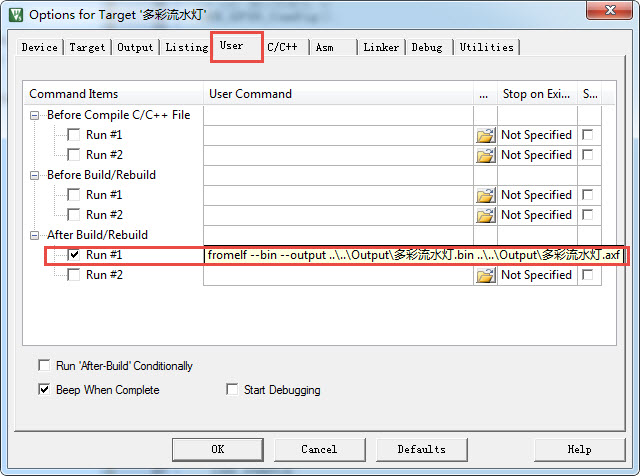 Options for Target '多彩流水灯'
Device Target Output Listing User C/C++ Asm Linker Debug Utilities
Command Items User Command ... Stop on Exi... S...
Before Compile C/C++ File
Run #1 Not Specified
Run #2 Not Specified
Before Build/Rebuild
Run #1 Not Specified
Run #2 Not Specified
After Build/Rebuild
Run #1 fromelf --bin --output ..\..\Output\多彩流水灯.bin ..\..\Output\多彩流水灯.axf
Run #2 Not Specified
Run 'After-Build' Conditionally
Beep When Complete Start Debugging
OK Cancel Defaults Help